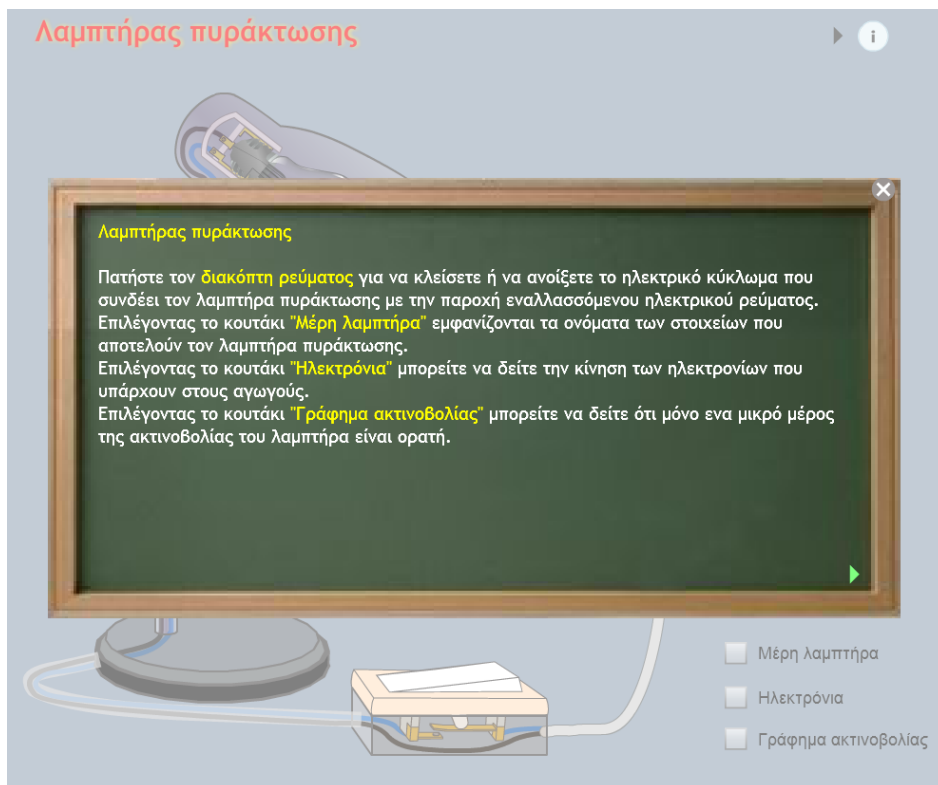 Λαμπτήρας πυράκτωσης
i
Λαμπτήρας πυράκτωσης
Πατήστε τον διακόπτη ρεύματος για να κλείσετε ή να ανοίξετε το ηλεκτρικό κύκλωμα που
συνδέει τον λαμπτήρα πυράκτωσης με την παροχή εναλλασσόμενου ηλεκτρικού ρεύματος.
Επιλέγοντας το κουτάκι "Μέρη λαμπτήρα" εμφανίζονται τα ονόματα των στοιχείων που
αποτελούν τον λαμπτήρα πυράκτωσης.
Επιλέγοντας το κουτάκι "Ηλεκτρόνια" μπορείτε να δείτε την κίνηση των ηλεκτρονίων που
υπάρχουν στους αγωγούς.
Επιλέγοντας το κουτάκι "Γράφημα ακτινοβολίας" μπορείτε να δείτε ότι μόνο ενα μικρό μέρος
της ακτινοβολίας του λαμπτήρα είναι ορατή.
Μέρη λαμπτήρα
Ηλεκτρόνια
Γράφημα ακτινοβολίας